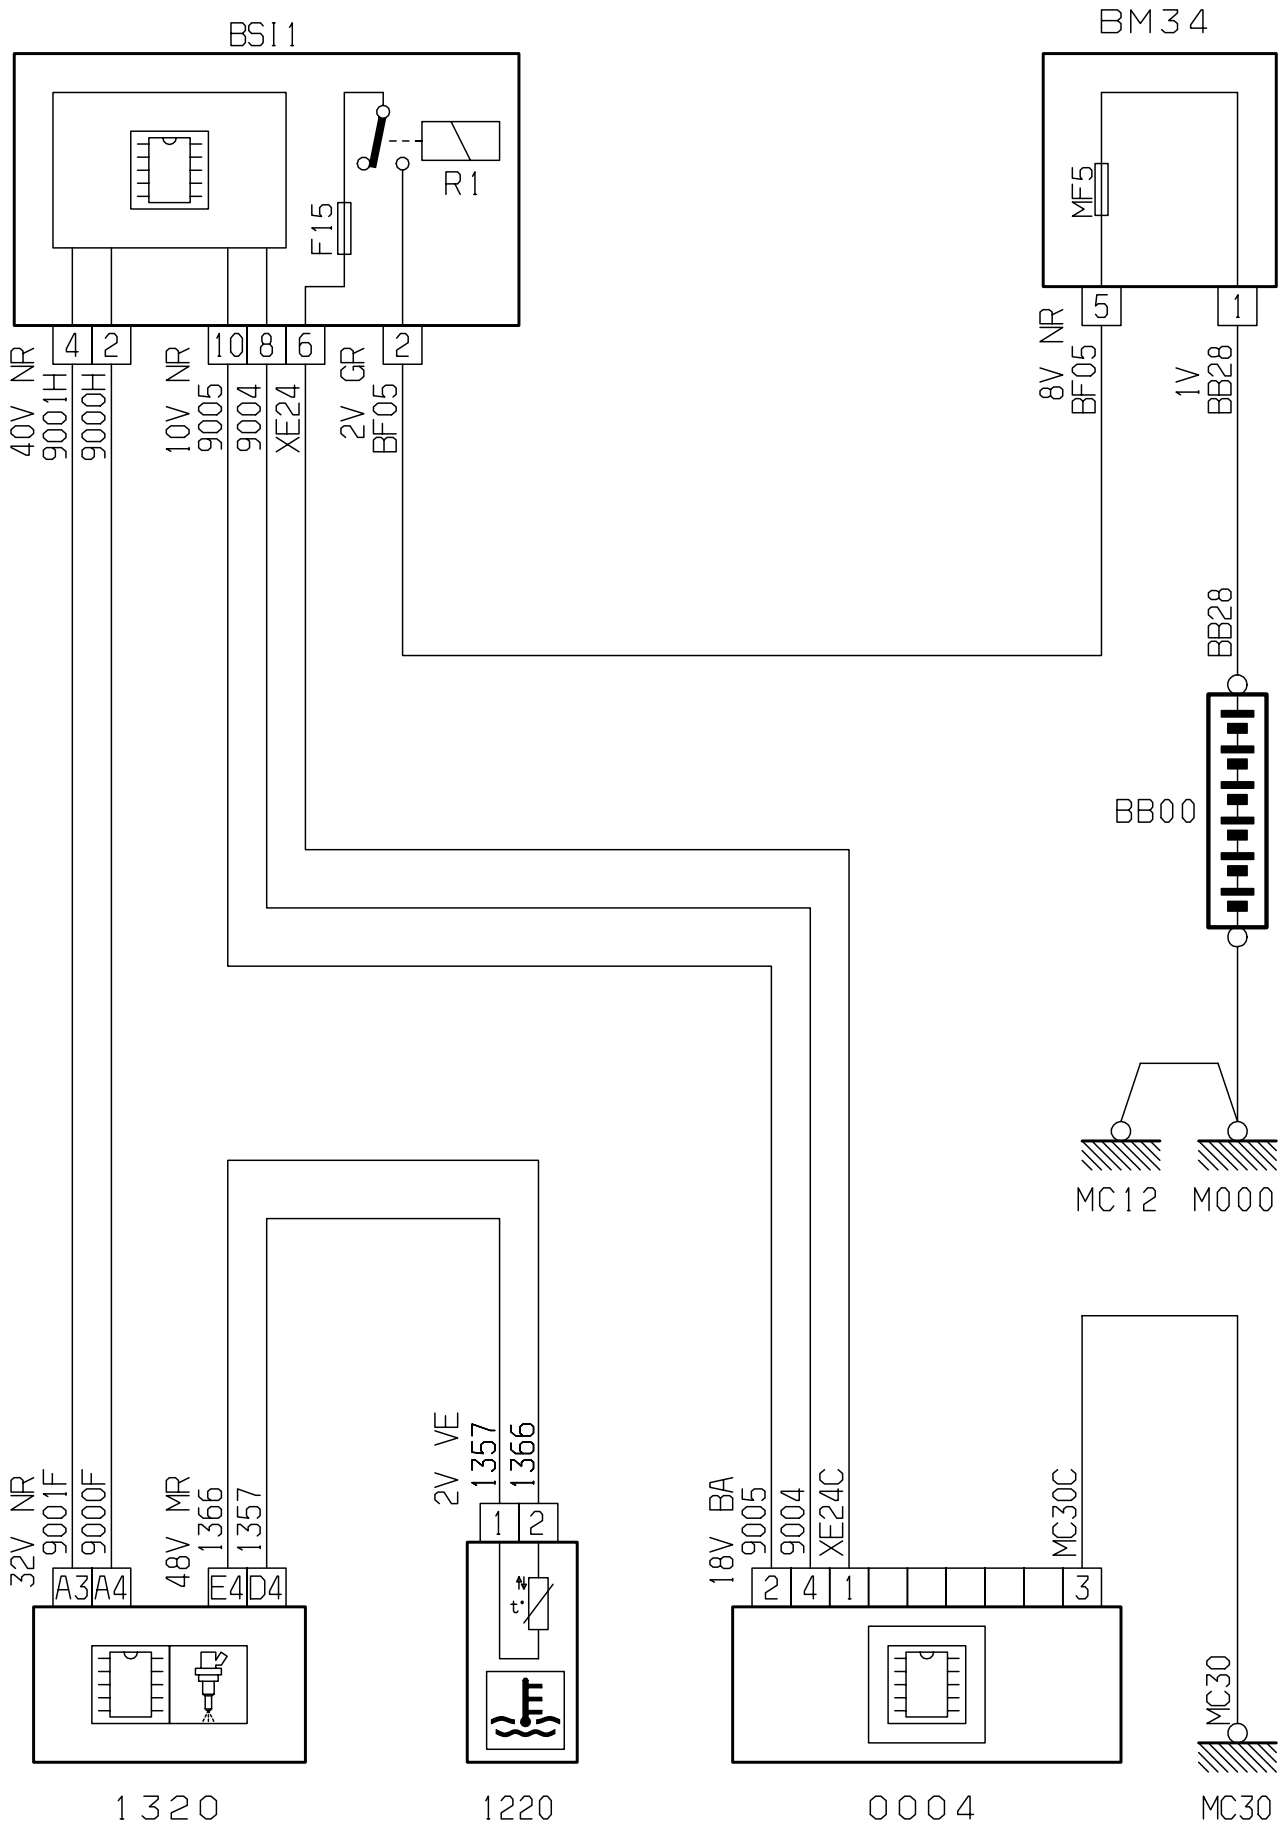 BSI1
BM34
R1
F15
MF5
4
2
10
8
6
2
5
1
40V NR
9001H
9000H
10V NR
9005
9004
XE24
2V GR
BF05
8V NR
BF05
1V
BB28
BB28
BB00
MC12
M000
32V NR
9001F
9000F
48V MR
1366
1357
2V VE
1357
1366
18V BA
9005
9004
XE24C
MC30C
MC30
A3
A4
E4
D4
1
2
2
4
1
3
t°
1320
1220
0004
MC30